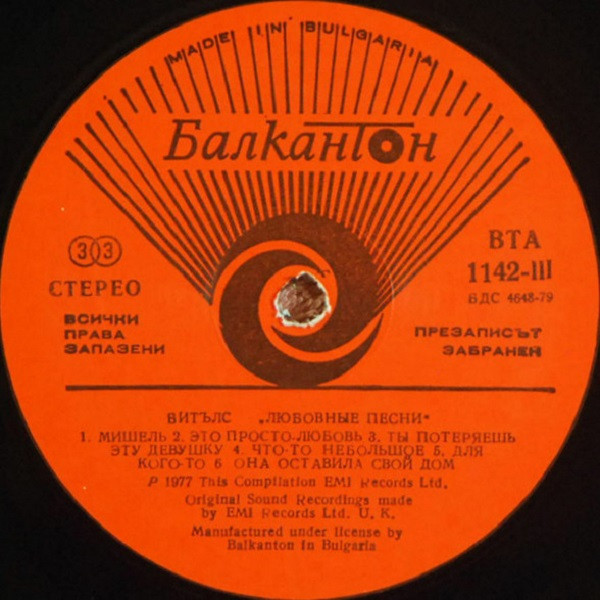 MADE IN BULGARIA
Балкантон
33
СТЕРЕО
ВСИЧКИ
ПРАВА
ЗАПАЗЕНИ
ВТА
1142-III
БДС 4643-79
ПРЕЗАПИСЪТ
ЗАБРАНЕН
БИТЪЛС „ЛЮБОВНЫЕ ПЕСНИ“
1. МИШЕЛЬ 2. ЭТО ПРОСТО-ЛЮБОВЬ 3. ТЫ ПОТЕРЯЕШЬ
ЭТУ ДЕВУШКУ 4. ЧТО-ТО НЕБОЛЬШОЕ 5. ДЛЯ
КОГО-ТО 6 ОНА ОСТАВИЛА СВОЙ ДОМ
P 1977 This Compilation EMI Records Ltd.
Original Sound Recordings made
by EMI Records Ltd. U. K.
Manufactured under license by
Balkanton in Bulgaria